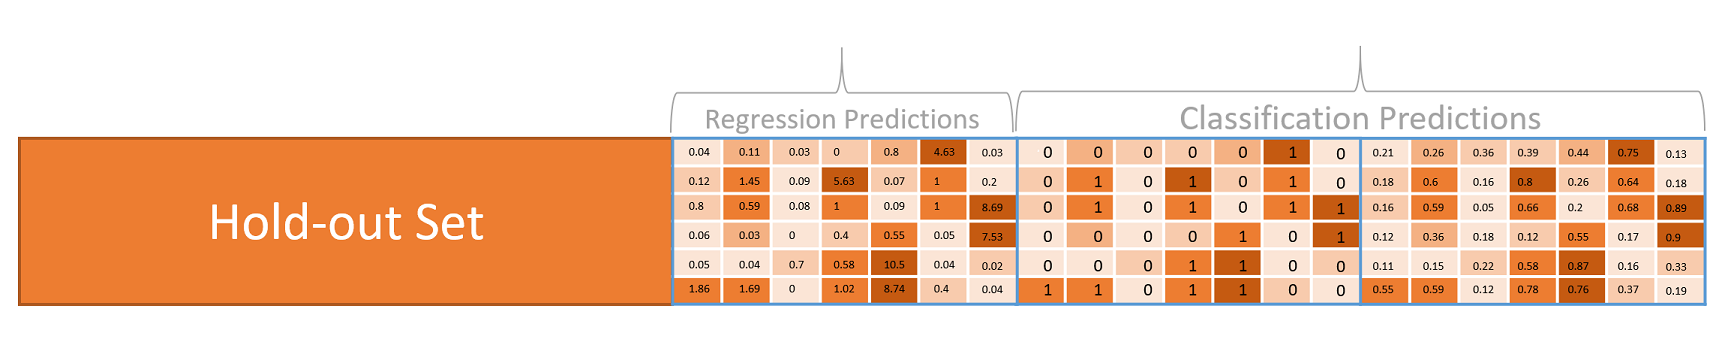 Regression Predictions Classification Predictions
Hold-out Set
0.04 0.11 0.03 0 0.8 4.63 0.03 0 0 0 0 0 1 0 0.21 0.26 0.36 0.39 0.44 0.75 0.13
0.12 1.45 0.09 5.63 0.07 1 0.2 0 1 0 1 0 1 0 0.18 0.6 0.16 0.8 0.26 0.64 0.18
0.8 0.59 0.08 1 0.09 1 8.69 0 1 0 1 0 1 1 0.16 0.59 0.05 0.66 0.2 0.68 0.89
0.06 0.03 0 0.4 0.55 0.05 7.53 0 0 0 0 1 0 1 0.12 0.36 0.18 0.12 0.55 0.17 0.9
0.05 0.04 0.7 0.58 10.5 0.04 0.02 0 0 0 1 1 0 0 0.11 0.15 0.22 0.58 0.87 0.16 0.33
1.86 1.69 0 1.02 8.74 0.4 0.04 1 1 0 1 1 0 0 0.55 0.59 0.12 0.78 0.76 0.37 0.19